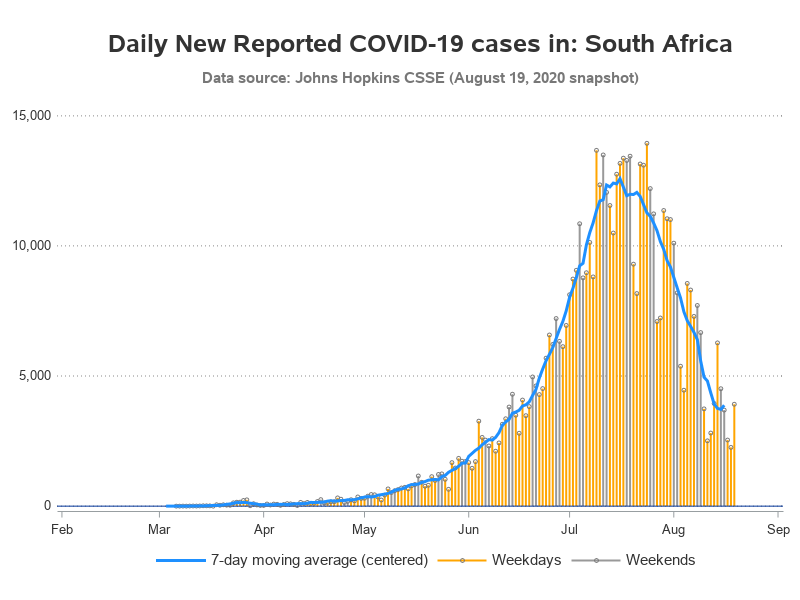 Daily New Reported COVID-19 cases in: South Africa
Data source: Johns Hopkins CSSE (August 19, 2020 snapshot)
15,000
10,000
5,000
0
Feb Mar Apr May Jun Jul Aug Sep
7-day moving average (centered) Weekdays Weekends